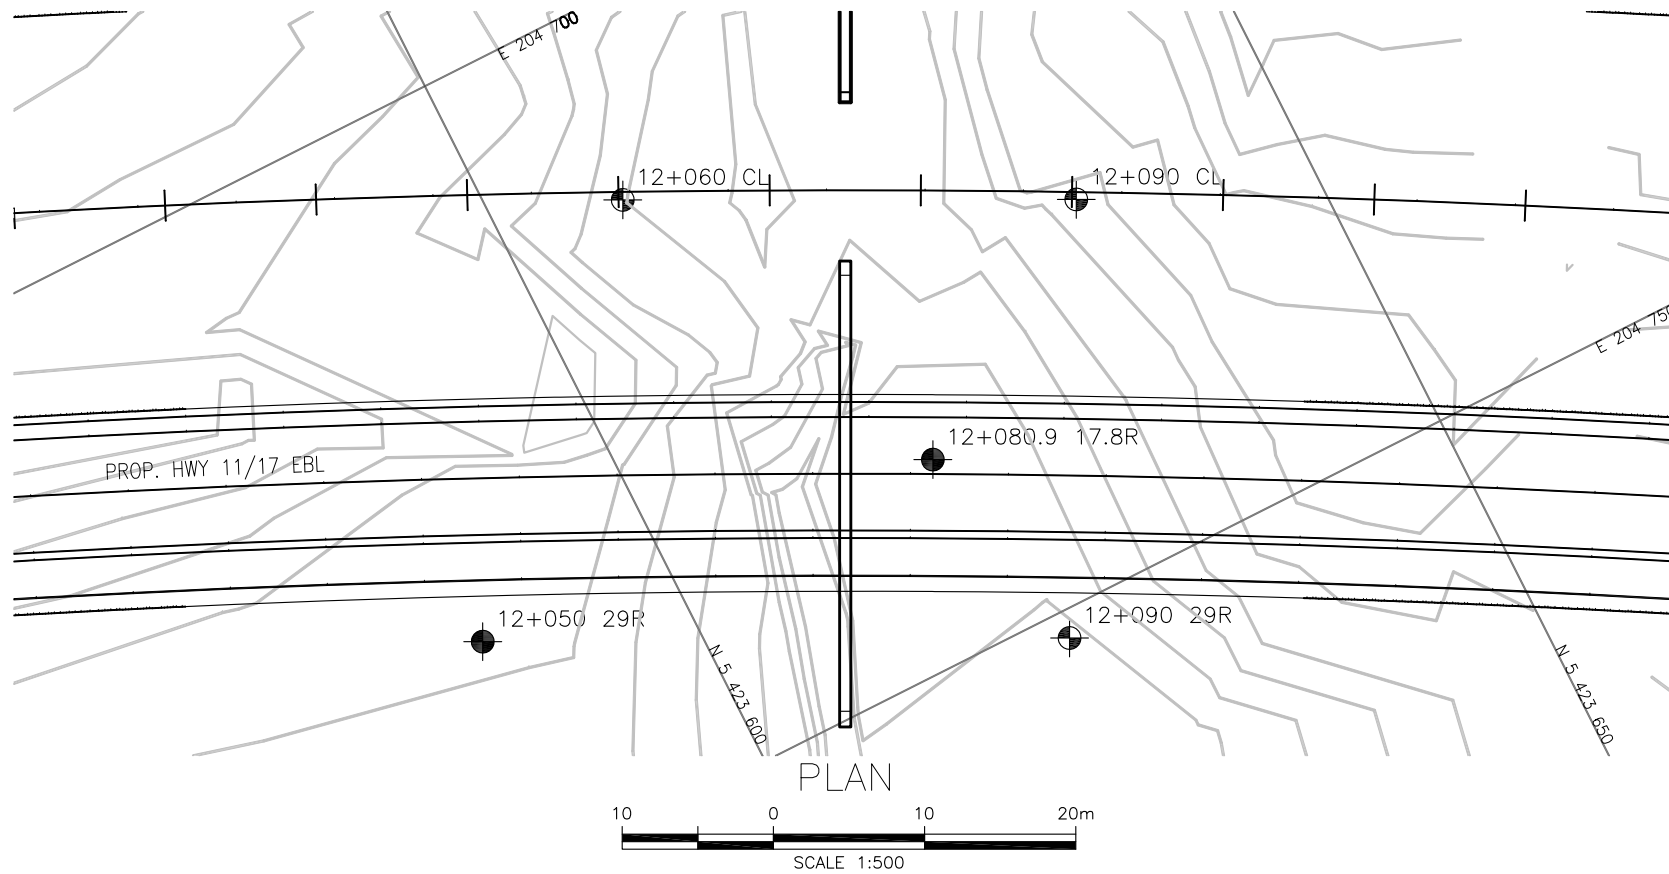 E 204 700
12+060 CL
12+090 CL
E 204 750
12+080.9 17.8R
PROP. HWY 11/17 EBL
12+050 29R
12+090 29R
N 5 423 600
N 5 423 650
PLAN
10 0 10 20m
SCALE 1:500